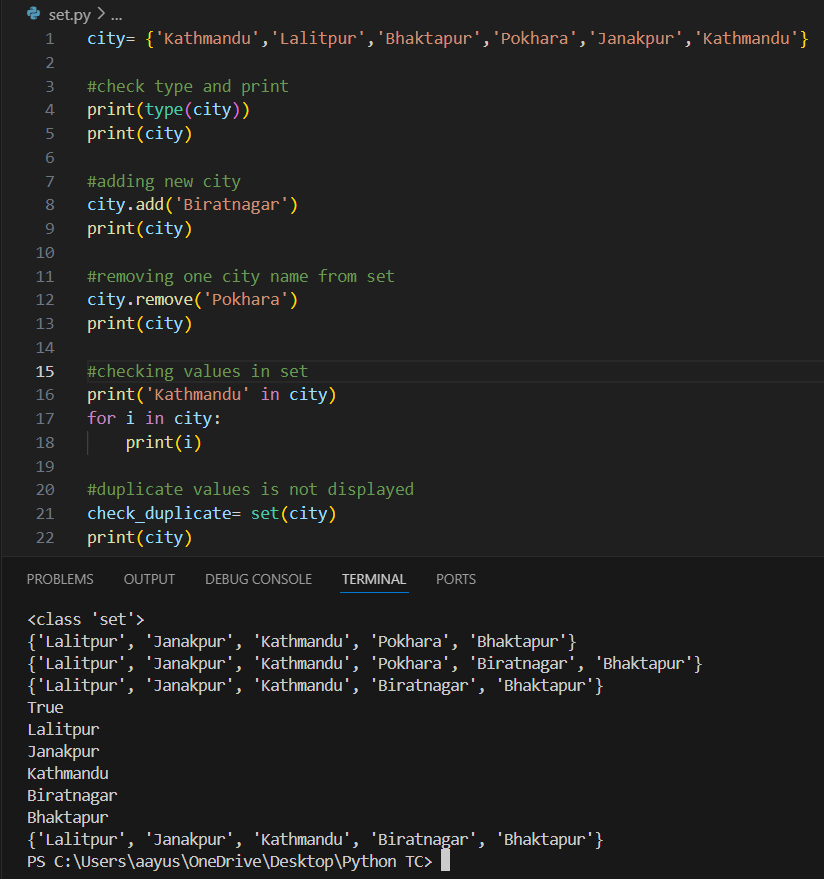 set.py > ...
1 city= {'Kathmandu','Lalitpur','Bhaktapur','Pokhara','Janakpur','Kathmandu'}
2
3 #check type and print
4 print(type(city))
5 print(city)
6
7 #adding new city
8 city.add('Biratnagar')
9 print(city)
10
11 #removing one city name from set
12 city.remove('Pokhara')
13 print(city)
14
15 #checking values in set
16 print('Kathmandu' in city)
17 for i in city:
18     print(i)
19
20 #duplicate values is not displayed
21 check_duplicate= set(city)
22 print(city)
PROBLEMS OUTPUT DEBUG CONSOLE TERMINAL PORTS
<class 'set'>
{'Lalitpur', 'Janakpur', 'Kathmandu', 'Pokhara', 'Bhaktapur'}
{'Lalitpur', 'Janakpur', 'Kathmandu', 'Pokhara', 'Biratnagar', 'Bhaktapur'}
{'Lalitpur', 'Janakpur', 'Kathmandu', 'Biratnagar', 'Bhaktapur'}
True
Lalitpur
Janakpur
Kathmandu
Biratnagar
Bhaktapur
{'Lalitpur', 'Janakpur', 'Kathmandu', 'Biratnagar', 'Bhaktapur'}
PS C:\Users\aayus\OneDrive\Desktop\Python TC>